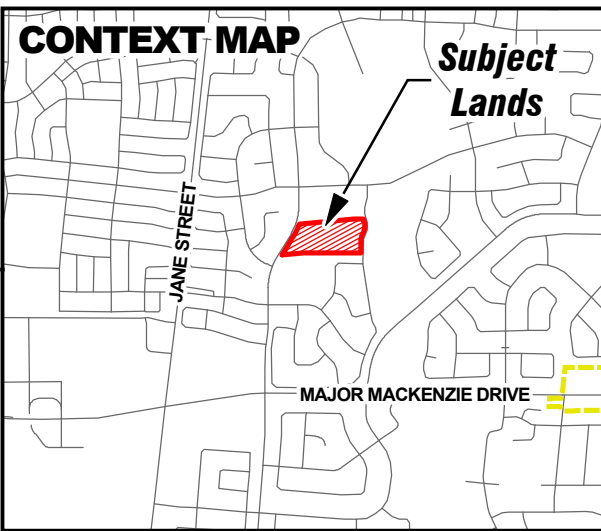 CONTEXT MAP
Subject
Lands
JANE STREET
MAJOR MACKENZIE DRIVE